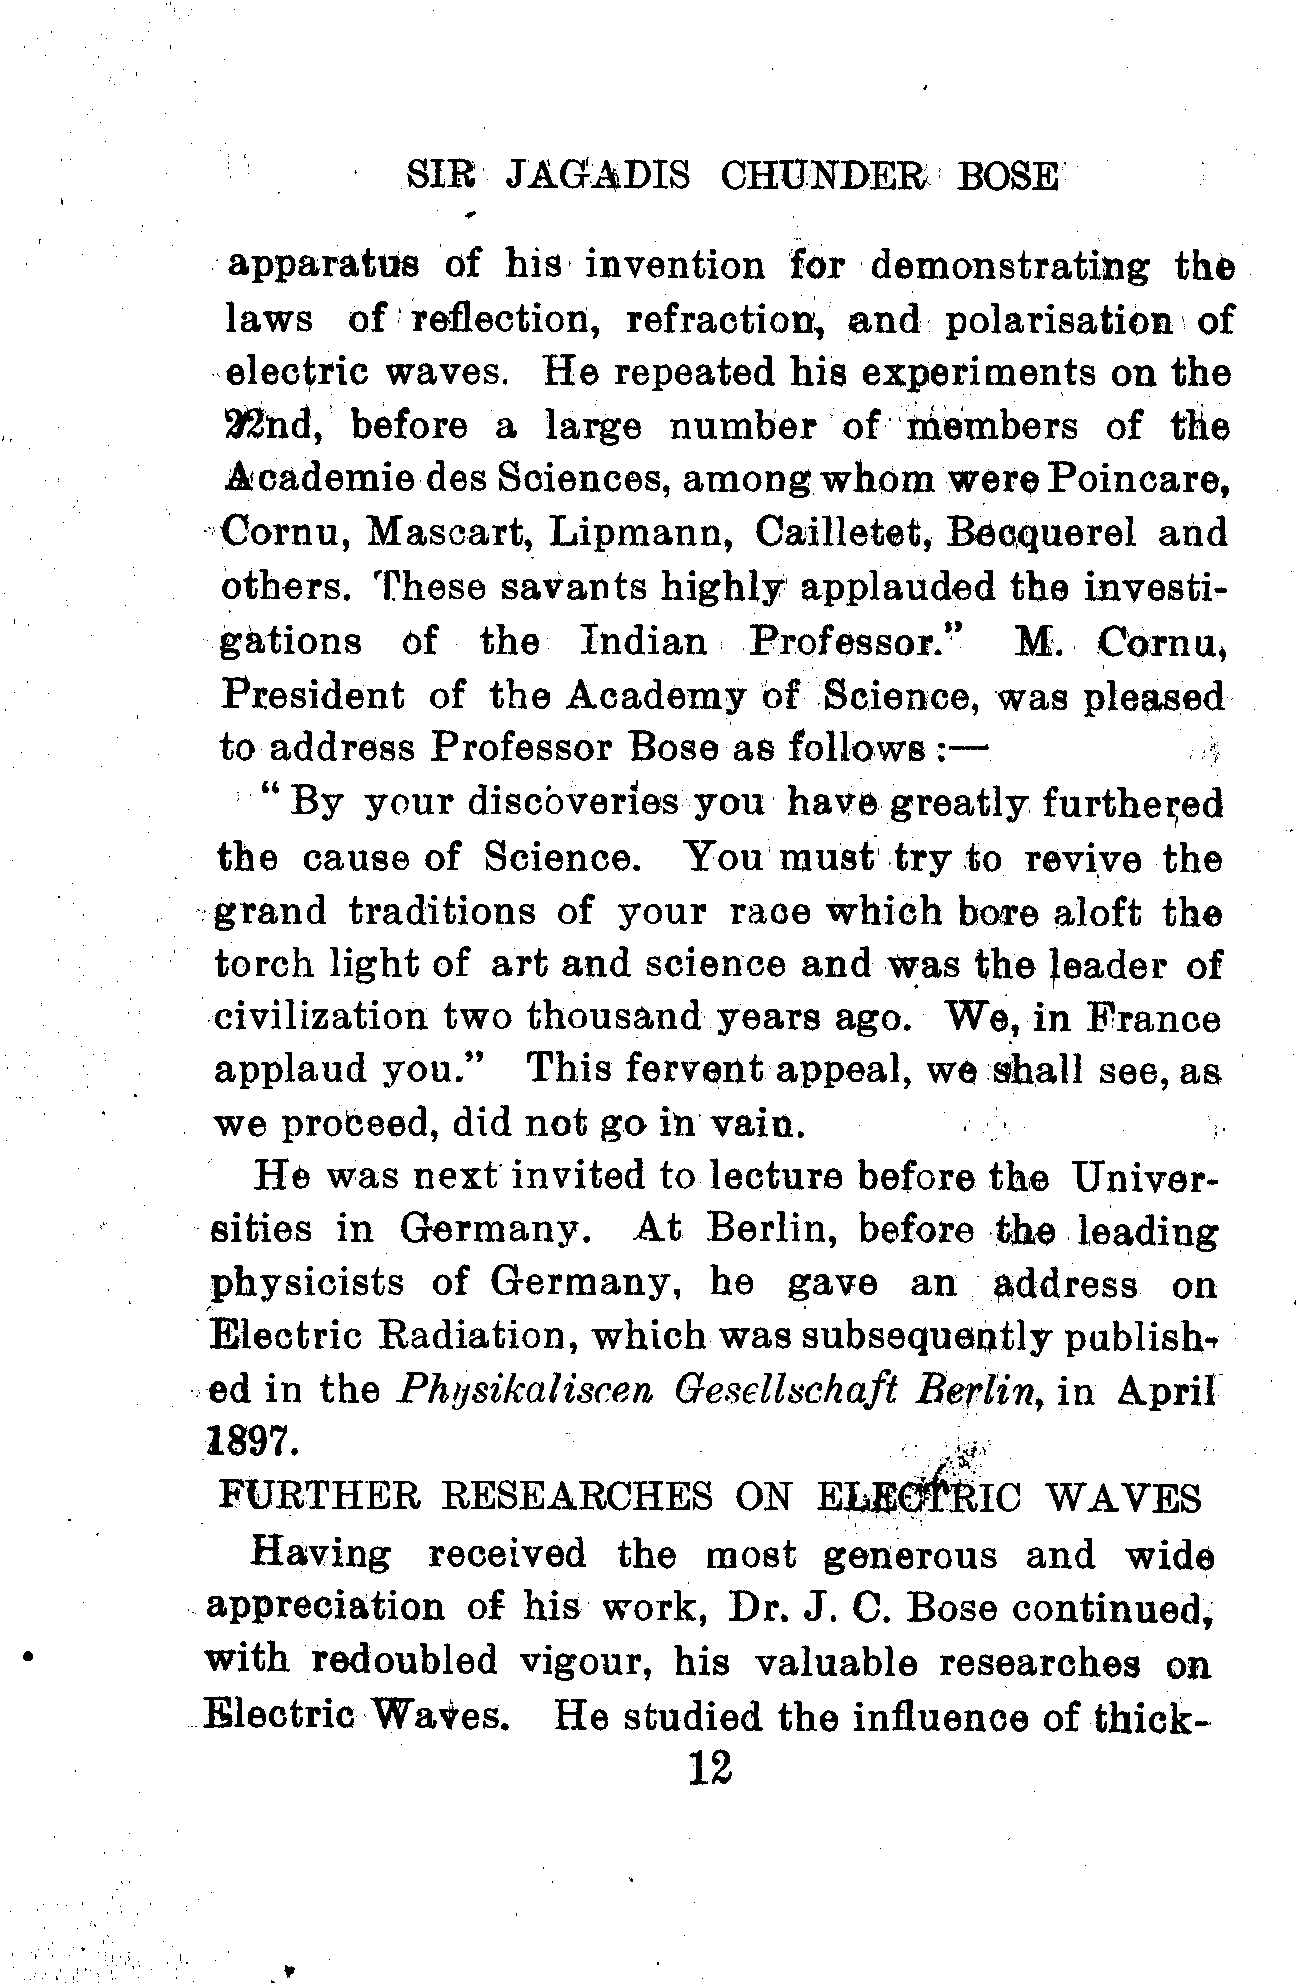 SIR JAGADIS CHUNDER BOSE
apparatus of his invention for demonstrating the
laws of reflection, refraction, and polarisation of
electric waves. He repeated his experiments on the
22nd, before a large number of members of the
Academie des Sciences, among whom were Poincare,
Cornu, Mascart, Lipmann, Cailletet, Becquerel and
others. These savants highly applauded the investi-
gations of the Indian Professor." M. Cornu,
President of the Academy of Science, was pleased
to address Professor Bose as follows :—
" By your discoveries you have greatly furthered
the cause of Science. You must try to revive the
grand traditions of your race which bore aloft the
torch light of art and science and was the leader of
civilization two thousand years ago. We, in France
applaud you." This fervent appeal, we shall see, as
we proceed, did not go in vain.
He was next invited to lecture before the Univer-
sities in Germany. At Berlin, before the leading
physicists of Germany, he gave an address on
Electric Radiation, which was subsequently publish-
ed in the Physikaliscen Gesellschaft Berlin, in April
1897.
FURTHER RESEARCHES ON ELECTRIC WAVES
Having received the most generous and wide
appreciation of his work, Dr. J. C. Bose continued,
with redoubled vigour, his valuable researches on
Electric Waves. He studied the influence of thick-
12